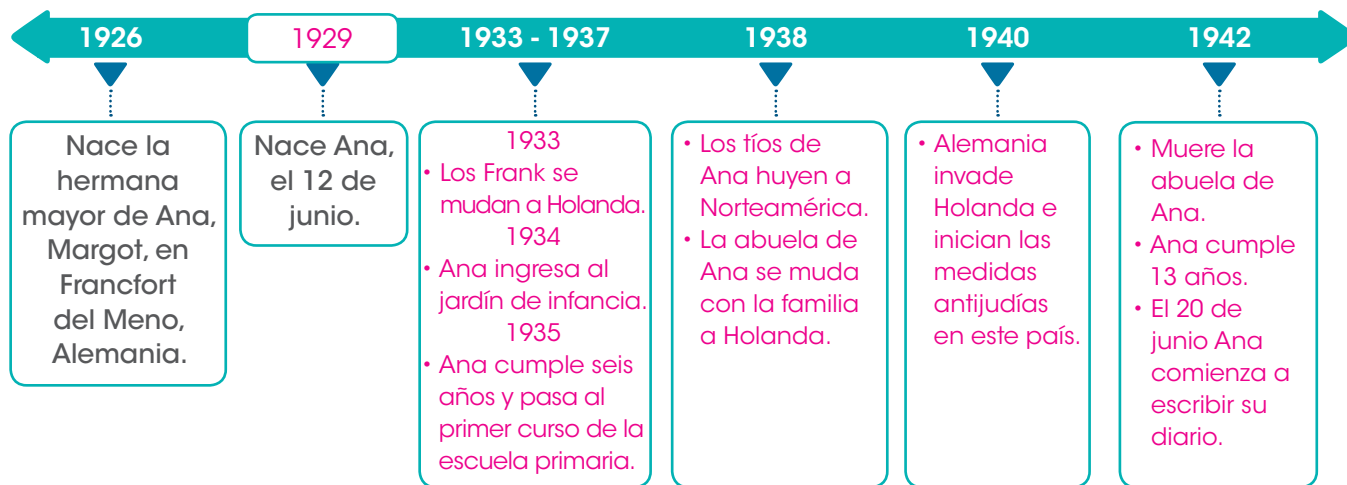 1926
1929
1933 - 1937
1938
1940
1942
Nace la
hermana
mayor de Ana,
Margot, en
Francfort
del Meno,
Alemania.
Nace Ana,
el 12 de
junio.
1933
• Los Frank se
mudan a Holanda.
1934
• Ana ingresa al
jardín de infancia.
1935
• Ana cumple seis
años y pasa al
primer curso de la
escuela primaria.
• Los tíos de
Ana huyen a
Norteamérica.
• La abuela de
Ana se muda
con la familia
a Holanda.
• Alemania
invade
Holanda e
inician las
medidas
antijudías
en este país.
• Muere la
abuela de
Ana.
• Ana cumple
13 años.
• El 20 de
junio Ana
comienza a
escribir su
diario.